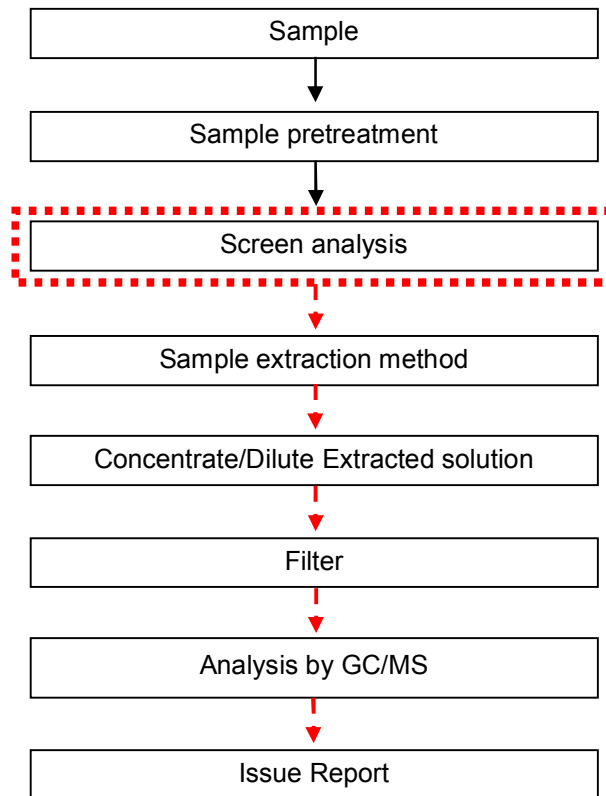 Sample
Sample pretreatment
Screen analysis
Sample extraction method
Concentrate/Dilute Extracted solution
Filter
Analysis by GC/MS
Issue Report